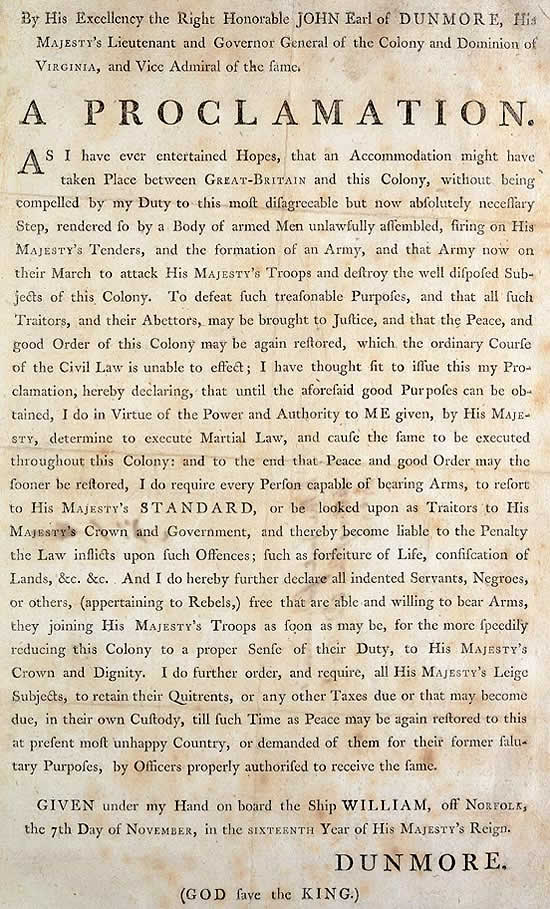 By His Excellency the Right Honorable JOHN Earl of DUNMORE, His
MAJESTY'S Lieutenant and Governor General of the Colony and Dominion of
VIRGINIA, and Vice Admiral of the ſame.
A PROCLAMATION.
AS I have ever entertained Hopes, that an Accommodation might have
taken Place between GREAT-BRITAIN and this Colony, without being
compelled by my Duty to this moſt diſagreeable but now abſolutely neceſſary
Step, rendered ſo by a Body of armed Men unlawfully aſſembled, firing on His
MAJESTY'S Tenders, and the formation of an Army, and that Army now on
their March to attack His MAJESTY'S Troops and deſtroy the well diſpoſed Sub-
jects of this Colony. To defeat ſuch treaſonable Purpoſes, and that all ſuch
Traitors, and their Abettors, may be brought to Juſtice, and that the Peace, and
good Order of this Colony may be again reſtored, which the ordinary Courſe
of the Civil Law is unable to effect; I have thought fit to iſſue this my Pro-
clamation, hereby declaring, that until the aforeſaid good Purpoſes can be ob-
tained, I do in Virtue of the Power and Authority to ME given, by His MAJE-
STY, determine to execute Martial Law, and cauſe the ſame to be executed
throughout this Colony: and to the end that Peace and good Order may the
ſooner be reſtored, I do require every Perſon capable of bearing Arms, to reſort
to His MAJESTY'S STANDARD, or be looked upon as Traitors to His
MAJESTY'S Crown and Government, and thereby become liable to the Penalty
the Law inflicts upon ſuch Offences; ſuch as forfeiture of Life, confiſcation of
Lands, &c. &c. And I do hereby further declare all indented Servants, Negroes,
or others, (appertaining to Rebels,) free that are able and willing to bear Arms,
they joining His MAJESTY'S Troops as ſoon as may be, for the more ſpeedily
reducing this Colony to a proper Senſe of their Duty, to His MAJESTY'S
Crown and Dignity. I do further order, and require, all His MAJESTY'S Leige
Subjects, to retain their Quitrents, or any other Taxes due or that may become
due, in their own Cuſtody, till ſuch Time as Peace may be again reſtored to this
at preſent moſt unhappy Country, or demanded of them for their former ſalu-
tary Purpoſes, by Officers properly authoriſed to receive the ſame.
GIVEN under my Hand on board the Ship WILLIAM, off NORFOLK,
the 7th Day of NOVEMBER, in the SIXTEENTH Year of His MAJESTY'S Reign.
DUNMORE.
(GOD ſave the KING.)